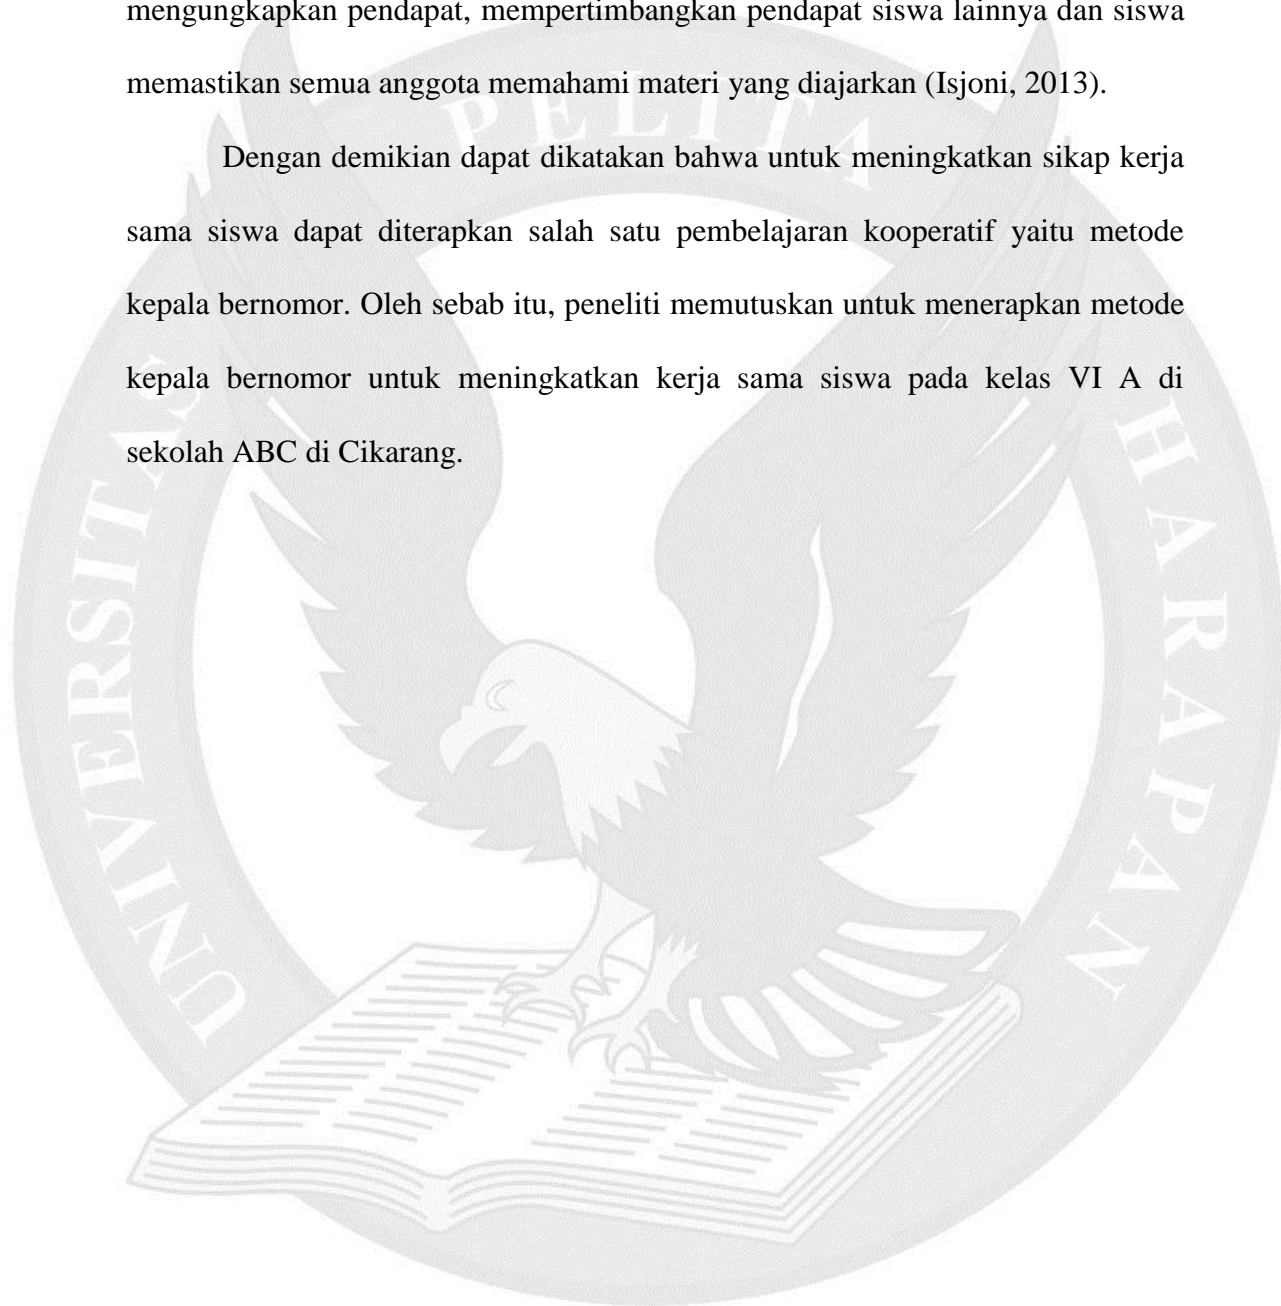 mengungkapkan pendapat, mempertimbangkan pendapat siswa lainnya dan siswa
memastikan semua anggota memahami materi yang diajarkan (Isjoni, 2013).
Dengan demikian dapat dikatakan bahwa untuk meningkatkan sikap kerja
sama siswa dapat diterapkan salah satu pembelajaran kooperatif yaitu metode
kepala bernomor. Oleh sebab itu, peneliti memutuskan untuk menerapkan metode
kepala bernomor untuk meningkatkan kerja sama siswa pada kelas VI A di
sekolah ABC di Cikarang.
UNIVERSITAS PELITA HARAPAN